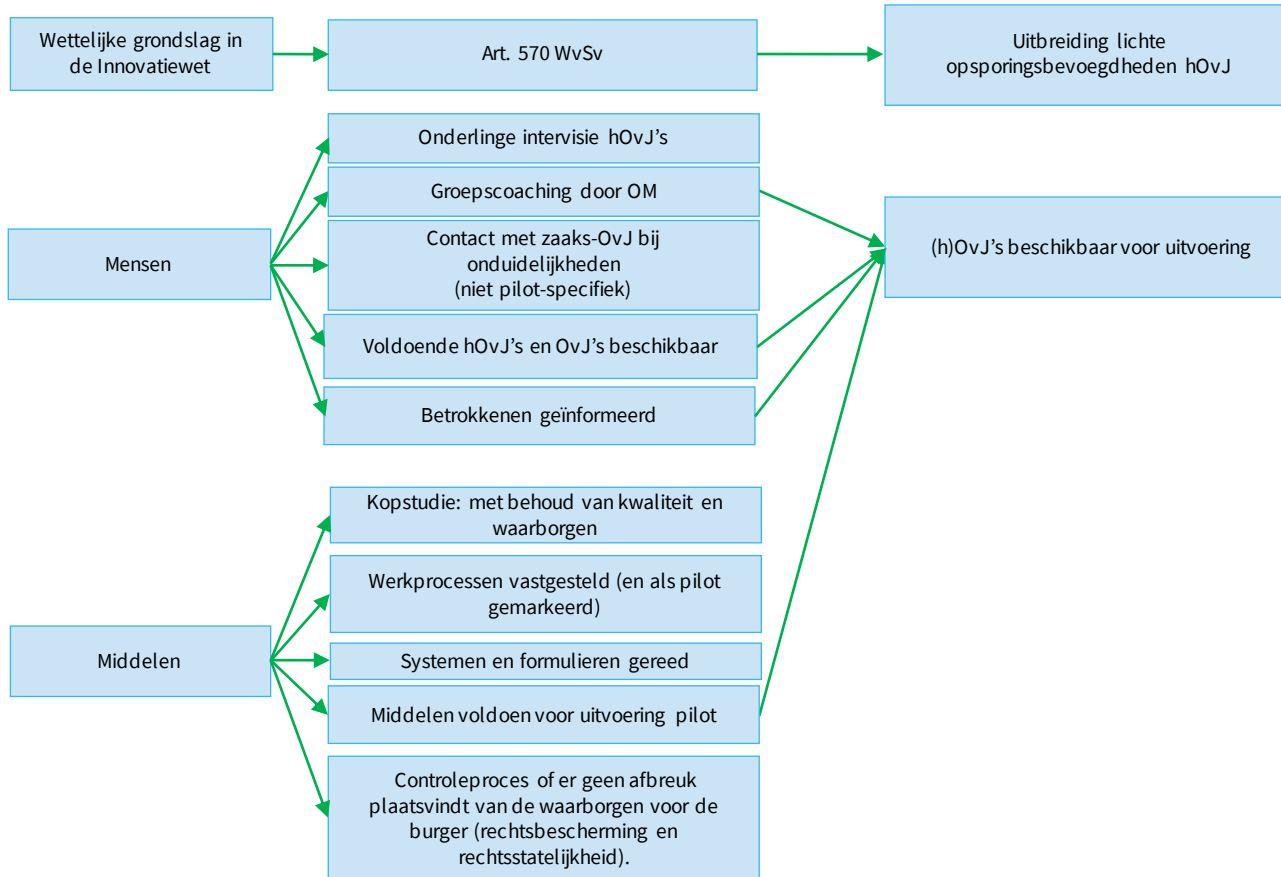 Wettelijke grondslag in
de Innovatiewet
Art. 570 WvSv
Uitbreiding lichte
opsporingsbevoegdheden hOvJ
Mensen
Onderlinge intervisie hOvJ’s
Groepscoaching door OM
Contact met zaaks-OvJ bij
onduidelijkheden
(niet pilot-specifiek)
Voldoende hOvJ’s en OvJ’s beschikbaar
Betrokkenen geïnformeerd
(h)OvJ’s beschikbaar voor uitvoering
Middelen
Kopstudie: met behoud van kwaliteit en
waarborgen
Werkprocessen vastgesteld (en als pilot
gemarkeerd)
Systemen en formulieren gereed
Middelen voldoen voor uitvoering pilot
Controleproces of er geen afbreuk
plaatsvindt van de waarborgen voor de
burger (rechtsbescherming en
rechtsstatelijkheid).